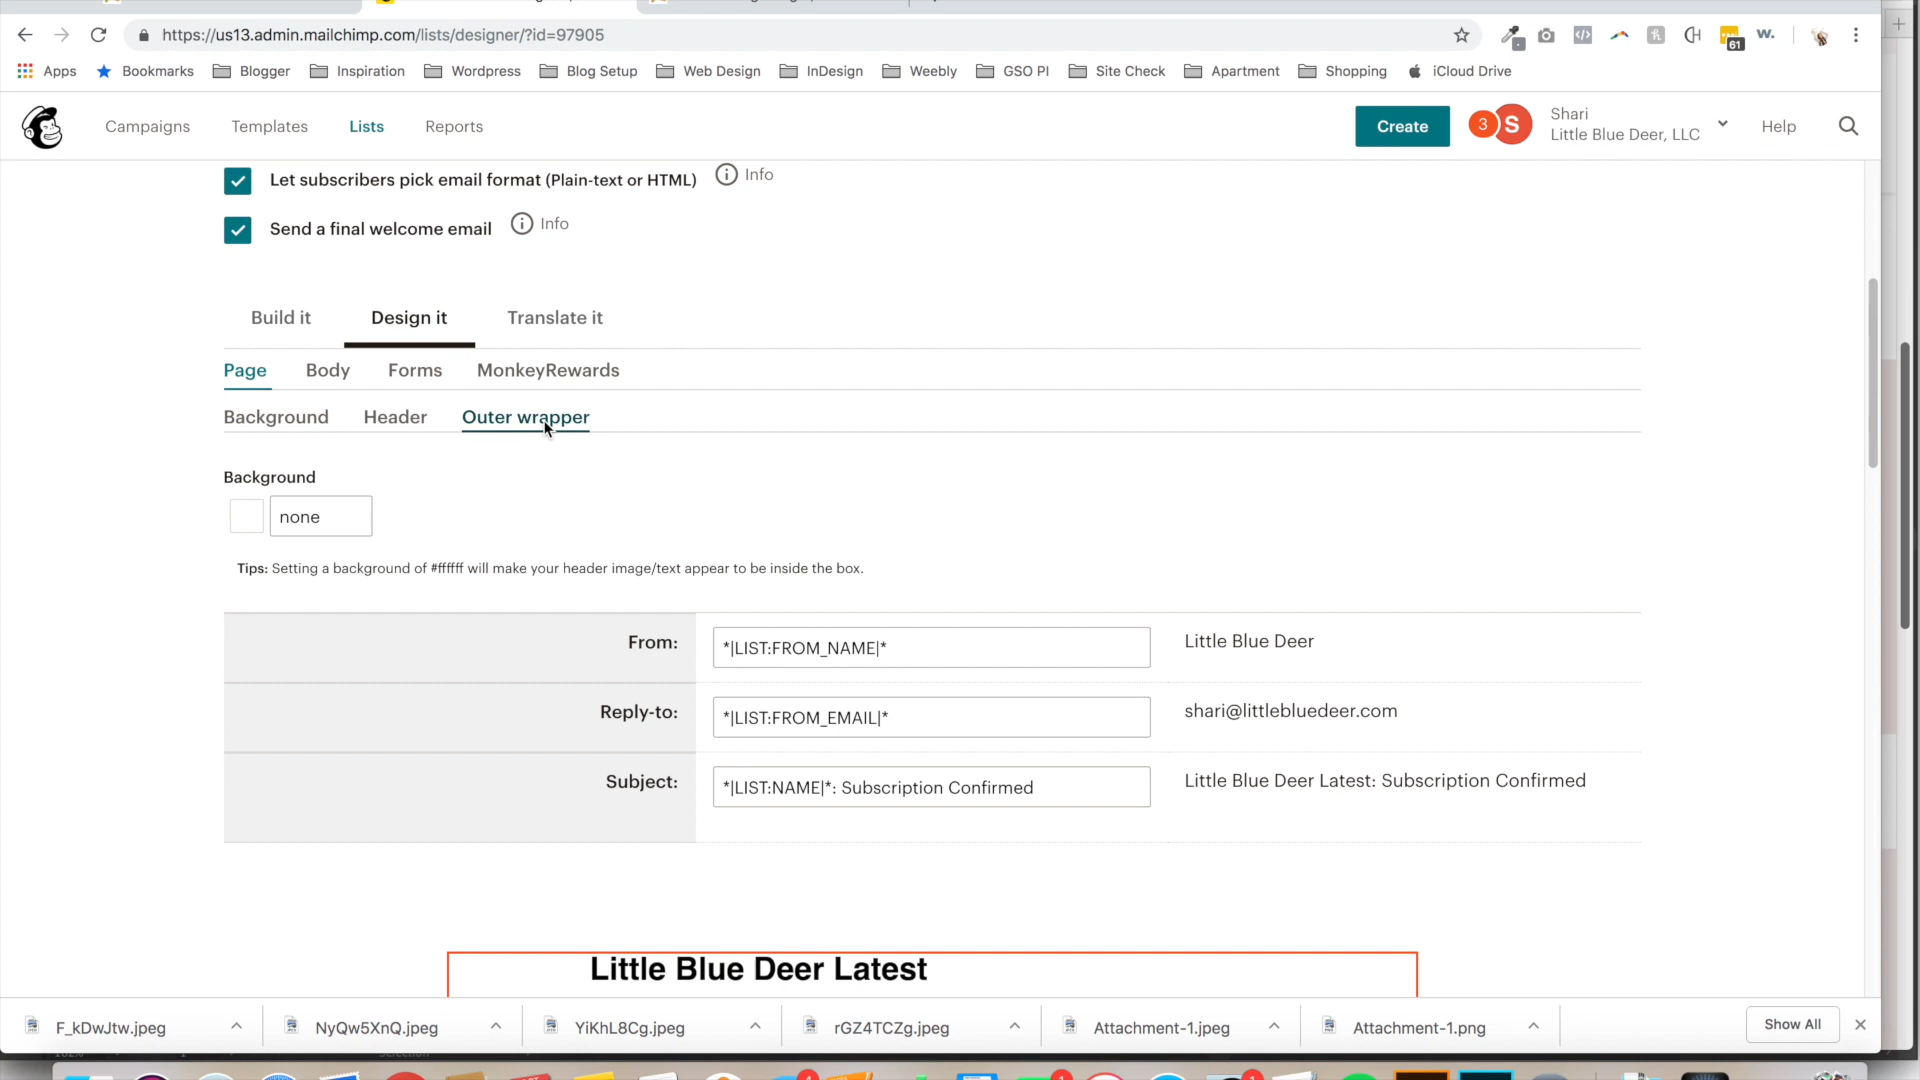 https://us13.admin.mailchimp.com/lists/designer/?id=97905
61
W.
Apps Bookmarks Blogger Inspiration Wordpress Blog Setup Web Design InDesign Weebly GSO PI Site Check Apartment Shopping iCloud Drive
Campaigns Templates Lists Reports Create 3 S Shari Help
Little Blue Deer, LLC
Let subscribers pick email format (Plain-text or HTML) Info
Send a final welcome email Info
Build it Design it Translate it
Page Body Forms MonkeyRewards
Background Header Outer wrapper
Background
none
Tips: Setting a background of #ffffff will make your header image/text appear to be inside the box.
From: *|LIST:FROM_NAME|* Little Blue Deer
Reply-to: *|LIST:FROM_EMAIL|* shari@littlebluedeer.com
Subject: *|LIST:NAME|*: Subscription Confirmed Little Blue Deer Latest: Subscription Confirmed
Little Blue Deer Latest
F_kDwJtw.jpeg NyQw5XnQ.jpeg YiKhL8Cg.jpeg rGZ4TCZg.jpeg Attachment-1.jpeg Attachment-1.png Show All